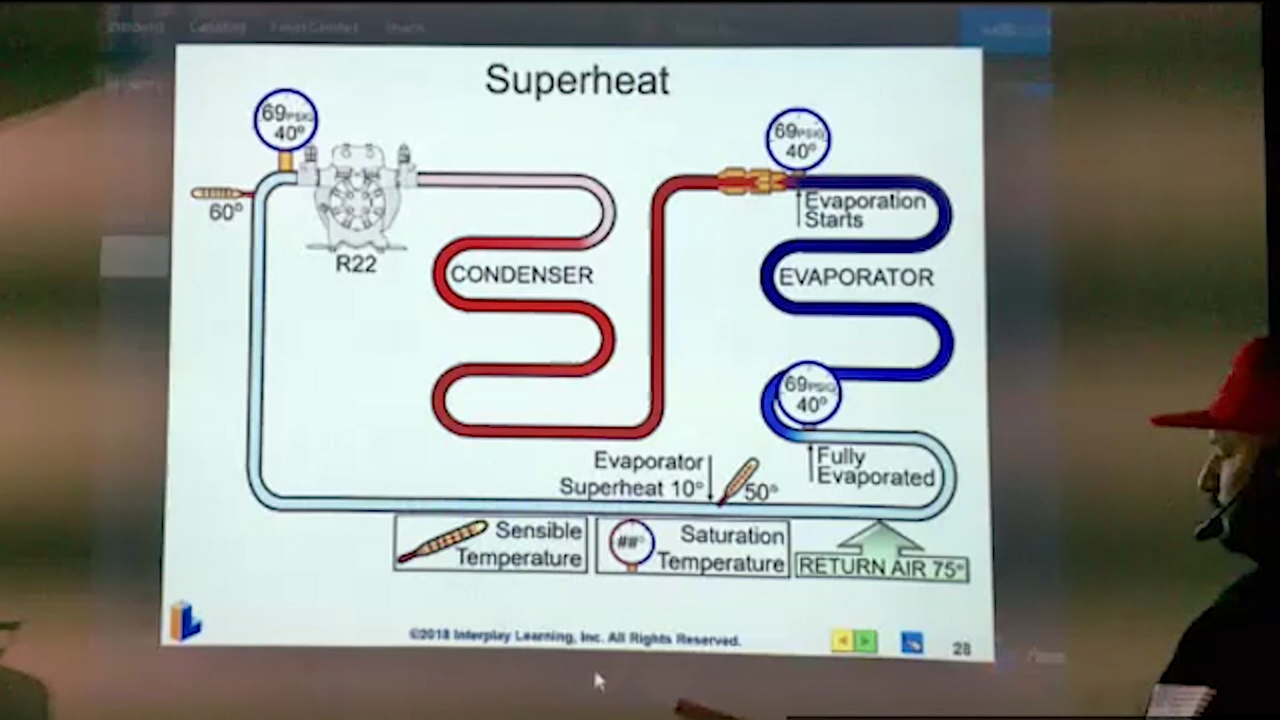 Superheat
69PSIG
40°
69PSIG
40°
60°
Evaporation
Starts
R22
CONDENSER
EVAPORATOR
69PSIG
40°
Evaporator
Superheat 10°
50°
Fully
Evaporated
Sensible
Temperature
##°
Saturation
Temperature
RETURN AIR 75°
©2018 Interplay Learning, Inc. All Rights Reserved.
28